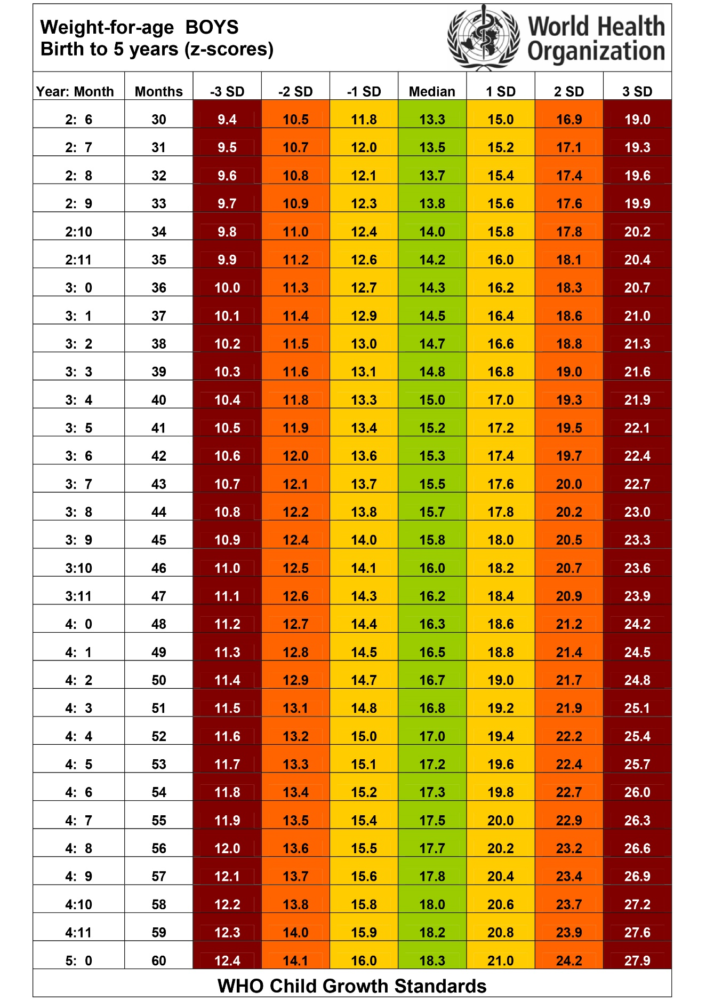 Weight-for-age BOYS
Birth to 5 years (z-scores)
World Health
Organization
Year: Month Months -3 SD -2 SD -1 SD Median 1 SD 2 SD 3 SD
2: 6 30 9.4 10.5 11.8 13.3 15.0 16.9 19.0
2: 7 31 9.5 10.7 12.0 13.5 15.2 17.1 19.3
2: 8 32 9.6 10.8 12.1 13.7 15.4 17.4 19.6
2: 9 33 9.7 10.9 12.3 13.8 15.6 17.6 19.9
2:10 34 9.8 11.0 12.4 14.0 15.8 17.8 20.2
2:11 35 9.9 11.2 12.6 14.2 16.0 18.1 20.4
3: 0 36 10.0 11.3 12.7 14.3 16.2 18.3 20.7
3: 1 37 10.1 11.4 12.9 14.5 16.4 18.6 21.0
3: 2 38 10.2 11.5 13.0 14.7 16.6 18.8 21.3
3: 3 39 10.3 11.6 13.1 14.8 16.8 19.0 21.6
3: 4 40 10.4 11.8 13.3 15.0 17.0 19.3 21.9
3: 5 41 10.5 11.9 13.4 15.2 17.2 19.5 22.1
3: 6 42 10.6 12.0 13.6 15.3 17.4 19.7 22.4
3: 7 43 10.7 12.1 13.7 15.5 17.6 20.0 22.7
3: 8 44 10.8 12.2 13.8 15.7 17.8 20.2 23.0
3: 9 45 10.9 12.4 14.0 15.8 18.0 20.5 23.3
3:10 46 11.0 12.5 14.1 16.0 18.2 20.7 23.6
3:11 47 11.1 12.6 14.3 16.2 18.4 20.9 23.9
4: 0 48 11.2 12.7 14.4 16.3 18.6 21.2 24.2
4: 1 49 11.3 12.8 14.5 16.5 18.8 21.4 24.5
4: 2 50 11.4 12.9 14.7 16.7 19.0 21.7 24.8
4: 3 51 11.5 13.1 14.8 16.8 19.2 21.9 25.1
4: 4 52 11.6 13.2 15.0 17.0 19.4 22.2 25.4
4: 5 53 11.7 13.3 15.1 17.2 19.6 22.4 25.7
4: 6 54 11.8 13.4 15.2 17.3 19.8 22.7 26.0
4: 7 55 11.9 13.5 15.4 17.5 20.0 22.9 26.3
4: 8 56 12.0 13.6 15.5 17.7 20.2 23.2 26.6
4: 9 57 12.1 13.7 15.6 17.8 20.4 23.4 26.9
4:10 58 12.2 13.8 15.8 18.0 20.6 23.7 27.2
4:11 59 12.3 14.0 15.9 18.2 20.8 23.9 27.6
5: 0 60 12.4 14.1 16.0 18.3 21.0 24.2 27.9
WHO Child Growth Standards